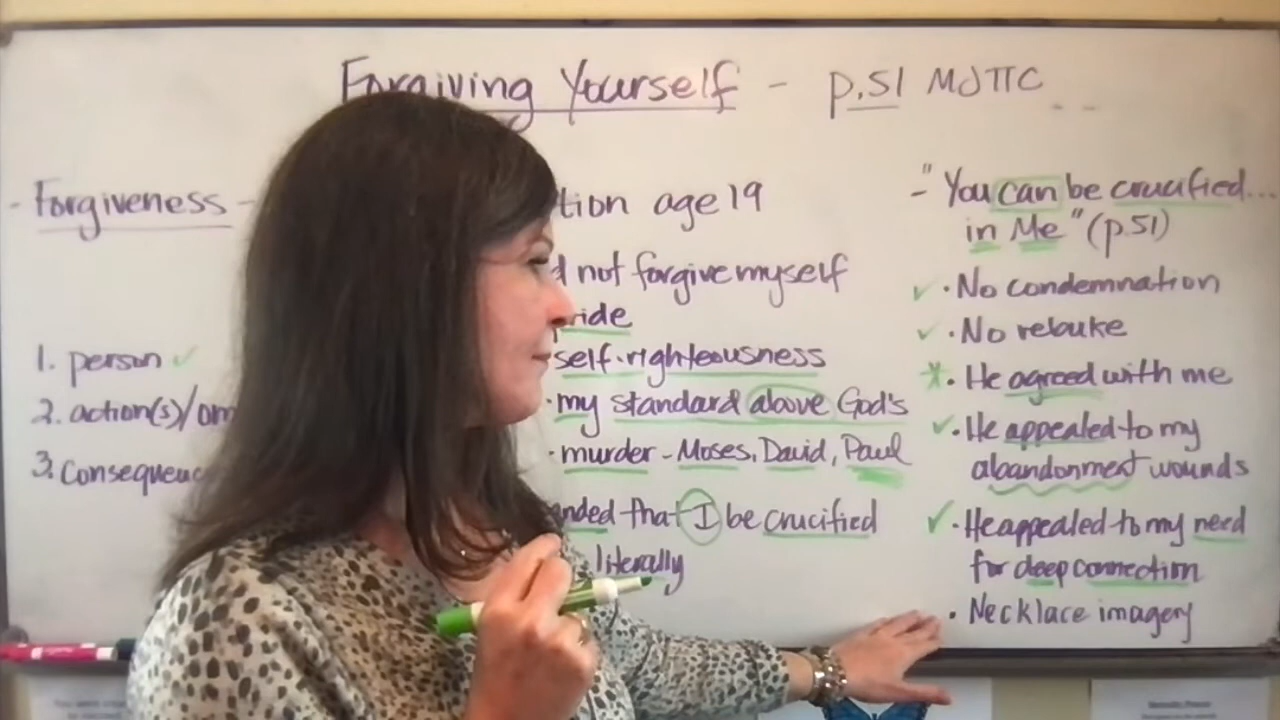 Forgiving Yourself - p.51 MJTTC
- Forgiveness -
1. person ✓
2. action(s)/om
3. Consequenc
tion age 19
d not forgive myself
pride
self-righteousness
· my standard above God's
· murder - Moses, David, Paul
nded that I be crucified
literally
- "You can be crucified...
in Me" (p.51)
✓ · No condemnation
✓ · No rebuke
* · He agreed with me
✓ · He appealed to my
abandonment wounds
✓ · He appealed to my need
for deep connection
· Necklace imagery